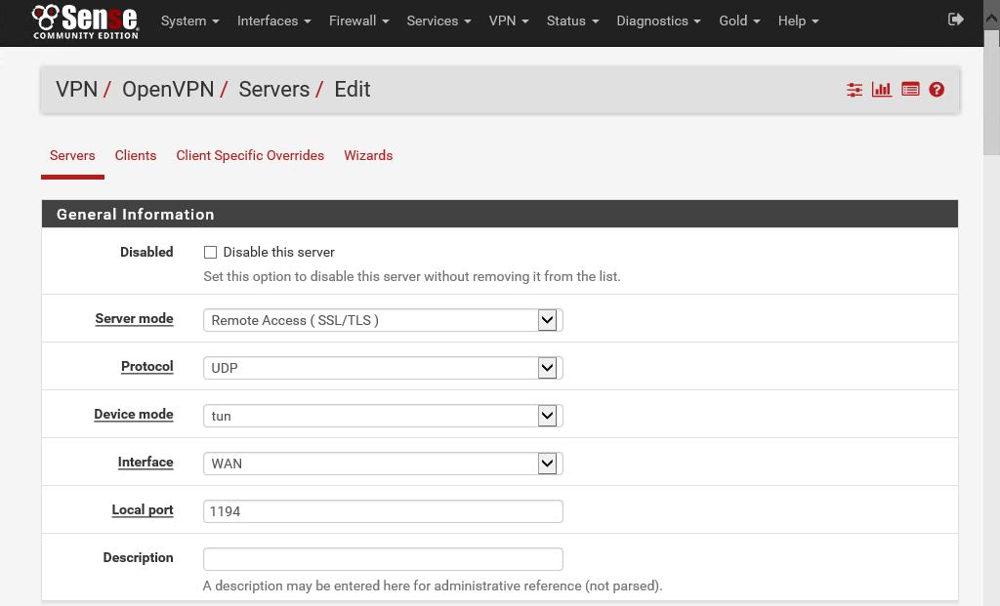 Sense
COMMUNITY EDITION
System Interfaces Firewall Services VPN Status Diagnostics Gold Help
VPN / OpenVPN / Servers / Edit
Servers Clients Client Specific Overrides Wizards
General Information
Disabled Disable this server
Set this option to disable this server without removing it from the list.
Server mode Remote Access ( SSL/TLS )
Protocol UDP
Device mode tun
Interface WAN
Local port 1194
Description
A description may be entered here for administrative reference (not parsed).